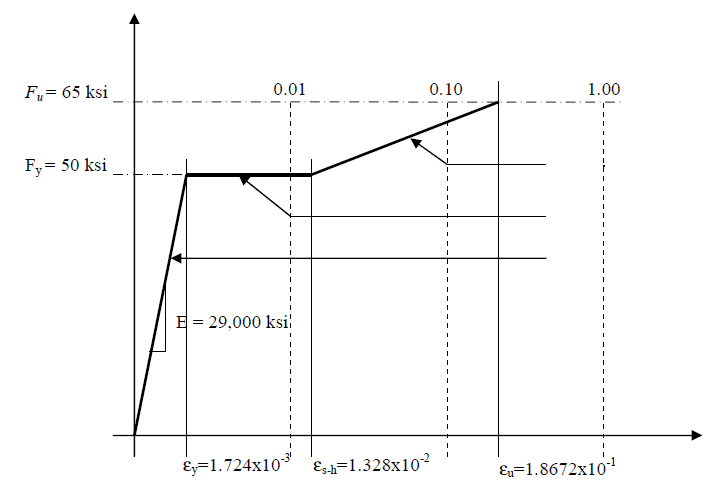 0.01 0.10 1.00
Fu = 65 ksi
Fy = 50 ksi
E = 29,000 ksi
εy=1.724x10⁻³ εs-h=1.328x10⁻² εu=1.8672x10⁻¹